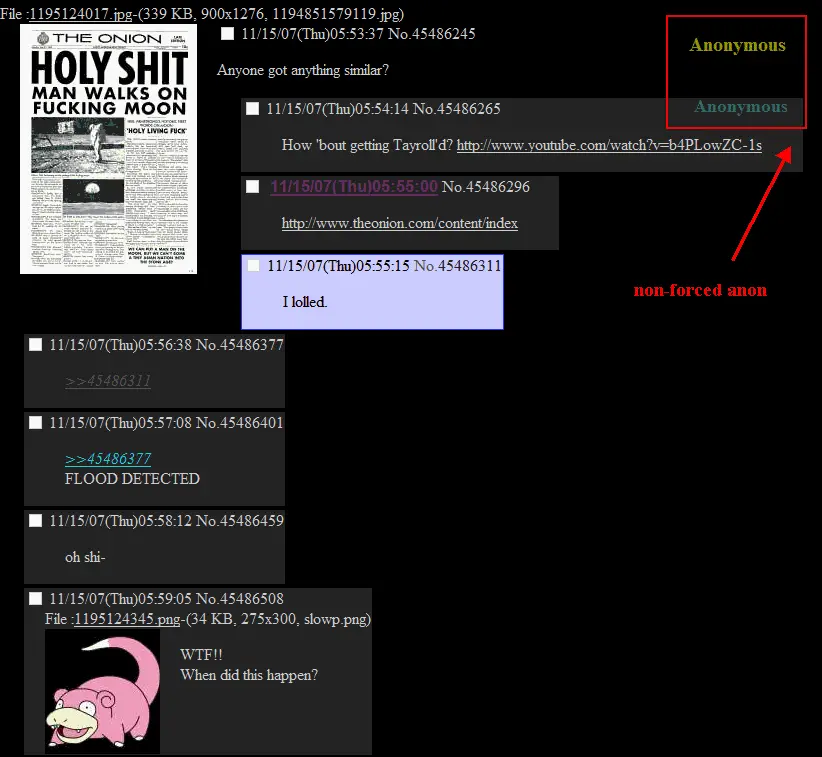 File :1195124017.jpg-(339 KB, 900x1276, 1194851579119.jpg)
THE ONION
HOLY SHIT
MAN WALKS ON
FUCKING MOON
'HOLY LIVING FUCK'
WE CAN PUT A MAN ON THE
MOON, BUT WE CAN'T GONE
A TINY ASIAN NATION INTO
THE STONE AGE?
11/15/07(Thu)05:53:37 No.45486245
Anyone got anything similar?
Anonymous
Anonymous
11/15/07(Thu)05:54:14 No.45486265
How 'bout getting Tayroll'd? http://www.youtube.com/watch?v=b4PLowZC-1s
11/15/07(Thu)05:55:00 No.45486296
http://www.theonion.com/content/index
non-forced anon
11/15/07(Thu)05:55:15 No.45486311
I lolled.
11/15/07(Thu)05:56:38 No.45486377
>>45486311
11/15/07(Thu)05:57:08 No.45486401
>>45486377
FLOOD DETECTED
11/15/07(Thu)05:58:12 No.45486459
oh shi-
11/15/07(Thu)05:59:05 No.45486508
File :1195124345.png-(34 KB, 275x300, slowp.png)
WTF!!
When did this happen?